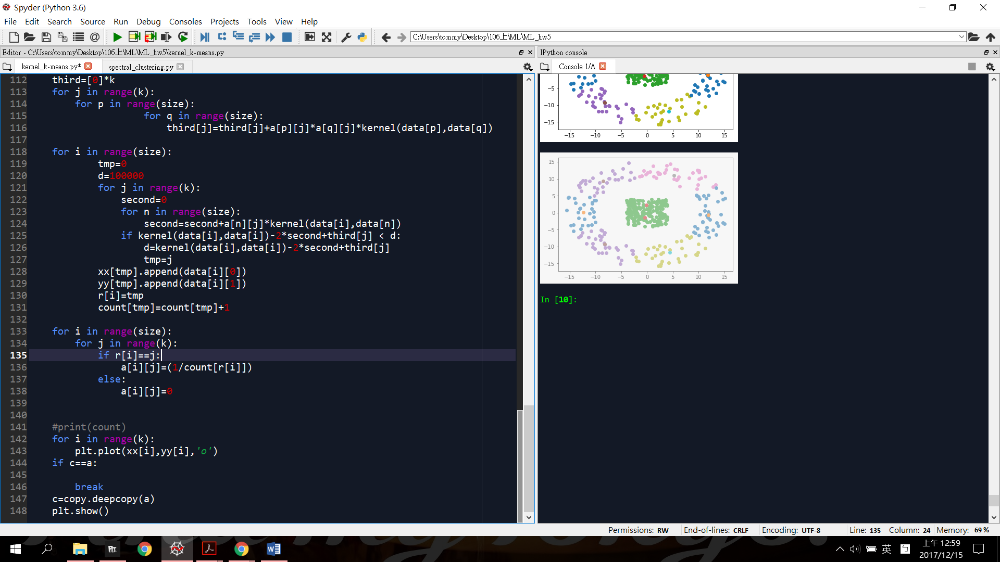 Spyder (Python 3.6)
File Edit Search Source Run Debug Consoles Projects Tools View Help
C:\Users\tommy\Desktop\106上\ML\ML_hw5
Editor - C:\Users\tommy\Desktop\106上\ML\ML_hw5\kernel_k-means.py
IPython console
kernel_k-means.py*
spectral_clustering.py
Console 1/A
112 third=[0]*k
113 for j in range(k):
114 for p in range(size):
115 for q in range(size):
116 third[j]=third[j]+a[p][j]*a[q][j]*kernel(data[p],data[q])
117
118 for i in range(size):
119 tmp=0
120 d=100000
121 for j in range(k):
122 second=0
123 for n in range(size):
124 second=second+a[n][j]*kernel(data[i],data[n])
125 if kernel(data[i],data[i])-2*second+third[j] < d:
126 d=kernel(data[i],data[i])-2*second+third[j]
127 tmp=j
128 xx[tmp].append(data[i][0])
129 yy[tmp].append(data[i][1])
130 r[i]=tmp
131 count[tmp]=count[tmp]+1
132
133 for i in range(size):
134 for j in range(k):
135 if r[i]==j:
136 a[i][j]=(1/count[r[i]])
137 else:
138 a[i][j]=0
139
140
141 #print(count)
142 for i in range(k):
143 plt.plot(xx[i],yy[i],'o')
144 if c==a:
145
146 break
147 c=copy.deepcopy(a)
148 plt.show()
−5
−10
−15
−15 −10 −5 0 5 10 15
15
10
5
0
−5
−10
−15
−15 −10 −5 0 5 10 15
In [10]:
Permissions: RW End-of-lines: CRLF Encoding: UTF-8 Line: 135 Column: 24 Memory: 69 %
英
上午 12:59
2017/12/15